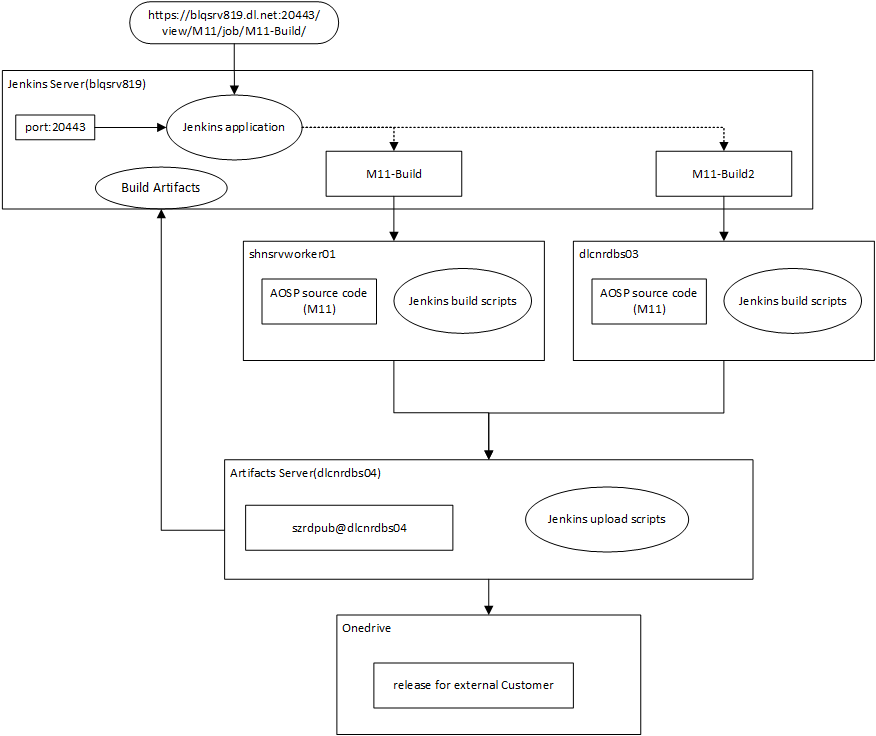 https://blqsrv819.dl.net:20443/
view/M11/job/M11-Build/
Jenkins Server(blqsrv819)
port:20443
Jenkins application
Build Artifacts
M11-Build
M11-Build2
shnsrvworker01
AOSP source code
(M11)
Jenkins build scripts
dlcnrdbs03
AOSP source code
(M11)
Jenkins build scripts
Artifacts Server(dlcnrdbs04)
szrdpub@dlcnrdbs04
Jenkins upload scripts
Onedrive
release for external Customer